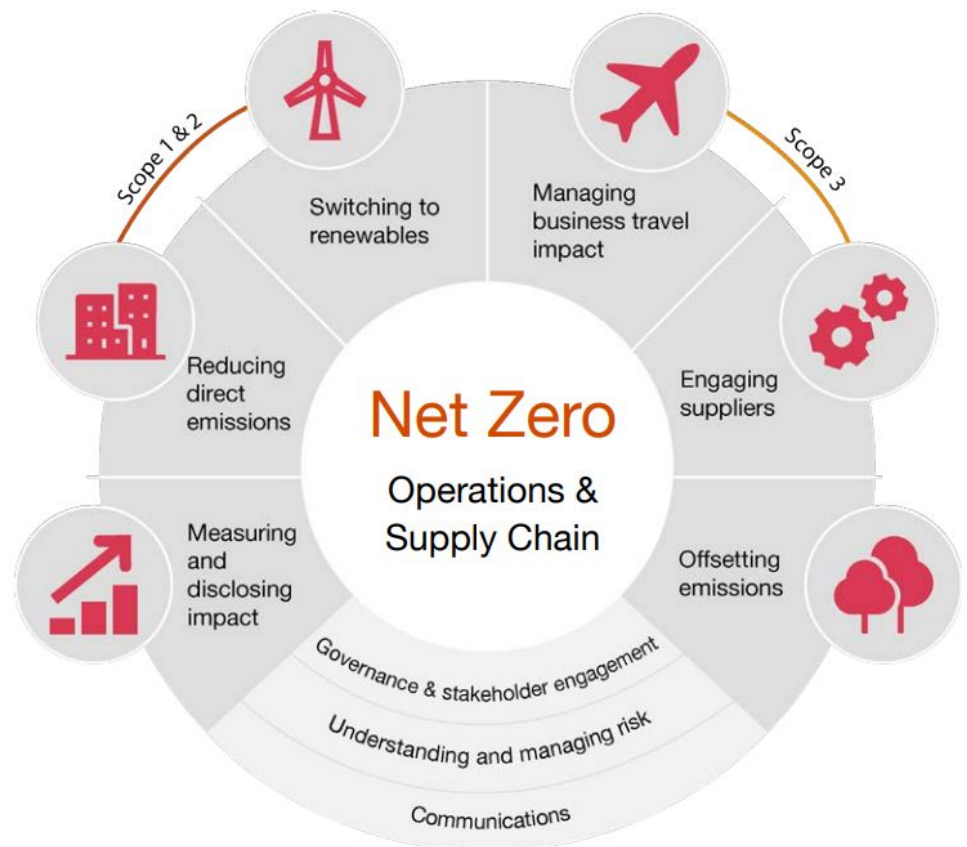 Scope 1 & 2
Scope 3
Switching to
renewables
Managing
business travel
impact
Reducing
direct
emissions
Engaging
suppliers
Net Zero
Operations &
Supply Chain
Measuring
and
disclosing
impact
Offsetting
emissions
Governance & stakeholder engagement
Understanding and managing risk
Communications